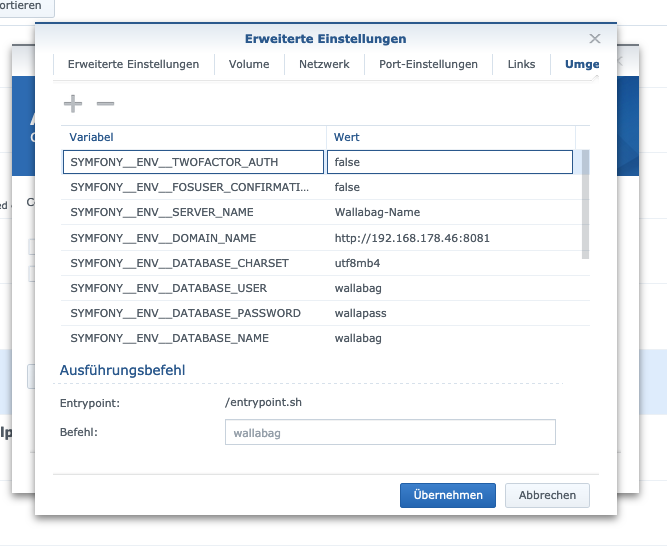 ortieren
Erweiterte Einstellungen
Erweiterte Einstellungen Volume Netzwerk Port-Einstellungen Links Umge
Variabel Wert
SYMFONY__ENV__TWOFACTOR_AUTH false
SYMFONY__ENV__FOSUSER_CONFIRMATI... false
SYMFONY__ENV__SERVER_NAME Wallabag-Name
SYMFONY__ENV__DOMAIN_NAME http://192.168.178.46:8081
SYMFONY__ENV__DATABASE_CHARSET utf8mb4
SYMFONY__ENV__DATABASE_USER wallabag
SYMFONY__ENV__DATABASE_PASSWORD wallapass
SYMFONY__ENV__DATABASE_NAME wallabag
Ausführungsbefehl
Entrypoint: /entrypoint.sh
Befehl: wallabag
Übernehmen Abbrechen